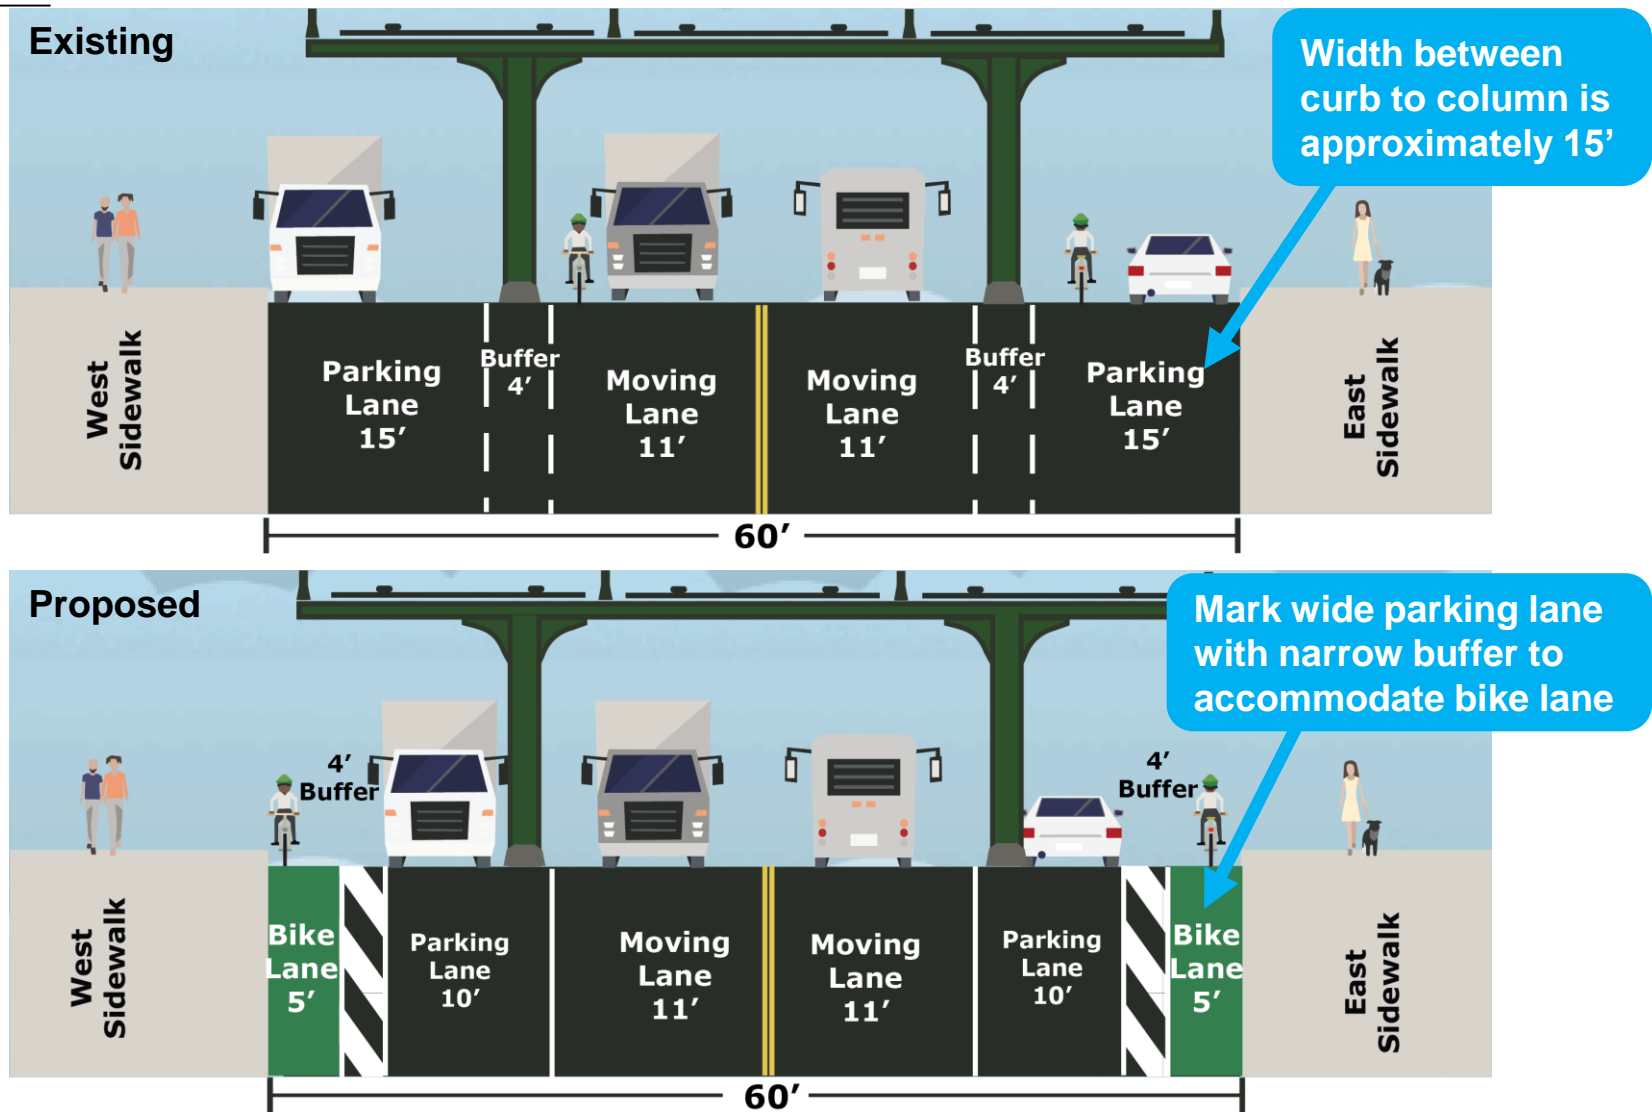 Existing
Width between
curb to column is
approximately 15’
West
Sidewalk
Parking
Lane
15’
Buffer
4’
Moving
Lane
11’
Moving
Lane
11’
Buffer
4’
Parking
Lane
15’
East
Sidewalk
60’
Proposed
Mark wide parking lane
with narrow buffer to
accommodate bike lane
4’
Buffer
4’
Buffer
West
Sidewalk
Bike
Lane
5’
Parking
Lane
10’
Moving
Lane
11’
Moving
Lane
11’
Parking
Lane
10’
Bike
Lane
5’
East
Sidewalk
60’